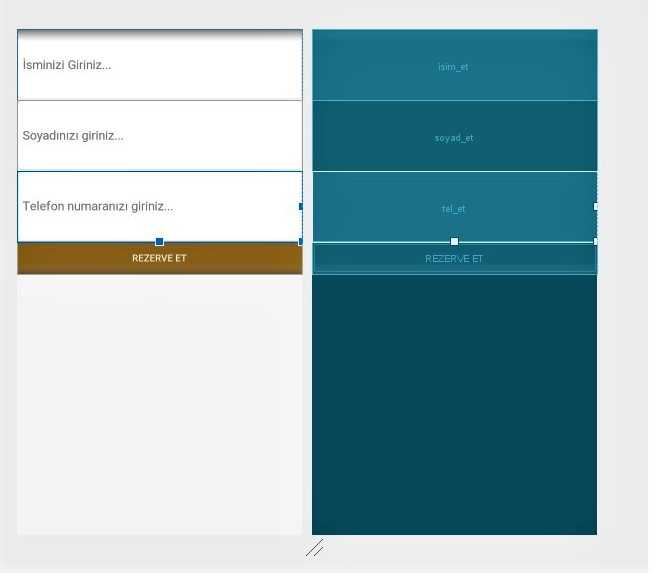 İsminizi Giriniz...
isim_et
Soyadınızı giriniz...
soyad_et
Telefon numaranızı giriniz...
tel_et
REZERVE ET
REZERVE ET